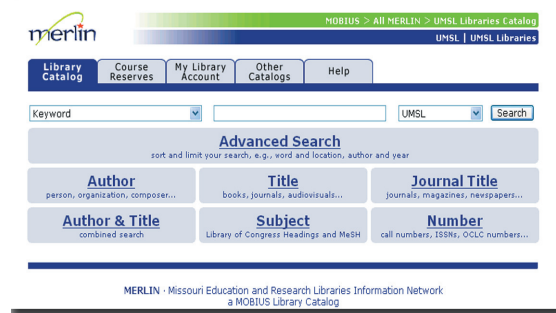 merlin
MOBIUS > All MERLIN > UMSL Libraries Catalog
UMSL | UMSL Libraries
Library Catalog
Course Reserves
My Library Account
Other Catalogs
Help
Keyword
UMSL
Search
Advanced Search
sort and limit your search, e.g., word and location, author and year
Author
person, organization, composer...
Title
books, journals, audiovisuals...
Journal Title
journals, magazines, newspapers...
Author & Title
combined search
Subject
Library of Congress Headings and MeSH
Number
call numbers, ISSNs, OCLC numbers...
MERLIN · Missouri Education and Research Libraries Information Network
a MOBIUS Library Catalog